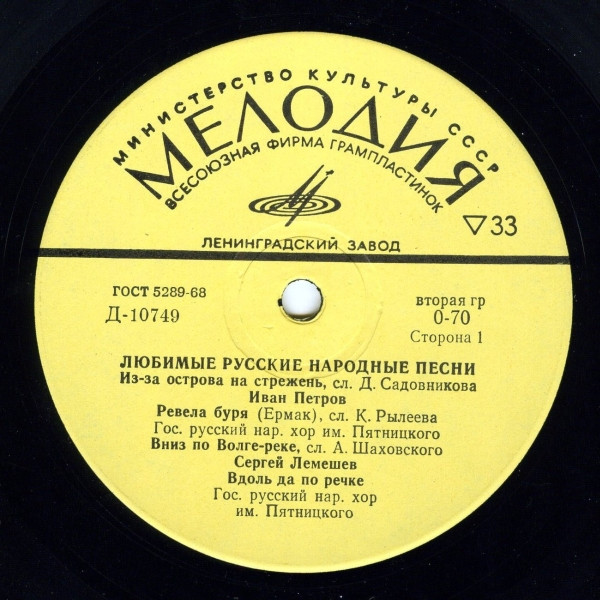 МИНИСТЕРСТВО КУЛЬТУРЫ СССР
МЕЛОДИЯ
ВСЕСОЮЗНАЯ ФИРМА ГРАМПЛАСТИНОК
▽33
ЛЕНИНГРАДСКИЙ ЗАВОД
ГОСТ 5289-68
Д-10749
вторая гр
0-70
Сторона 1
ЛЮБИМЫЕ РУССКИЕ НАРОДНЫЕ ПЕСНИ
Из-за острова на стрежень, сл. Д. Садовникова
Иван Петров
Ревела буря (Ермак), сл. К. Рылеева
Гос. русский нар. хор им. Пятницкого
Вниз по Волге-реке, сл. А. Шаховского
Сергей Лемешев
Вдоль да по речке
Гос. русский нар. хор
им. Пятницкого